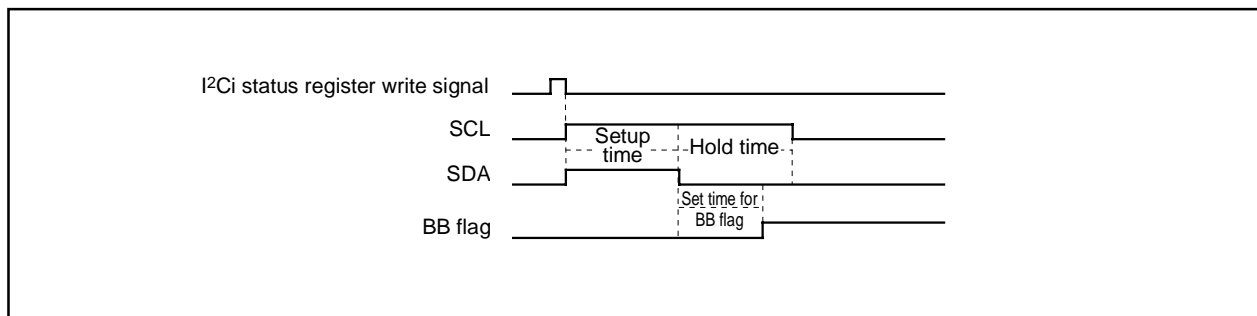 I²Ci status register write signal
SCL
Setup
time
Hold time
SDA
Set time for
BB flag
BB flag